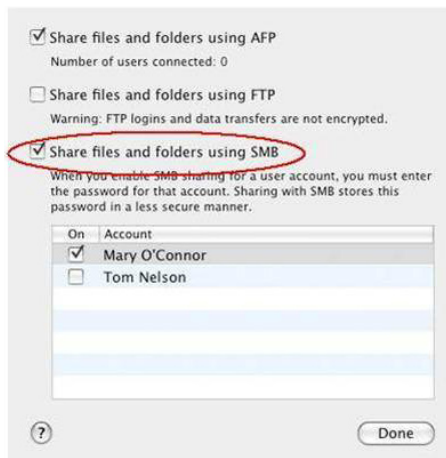 Share files and folders using AFP
Number of users connected: 0
Share files and folders using FTP
Warning: FTP logins and data transfers are not encrypted.
Share files and folders using SMB
When you enable SMB sharing for a user account, you must enter
the password for that account. Sharing with SMB stores this
password in a less secure manner.
On Account
Mary O'Connor
Tom Nelson
? Done